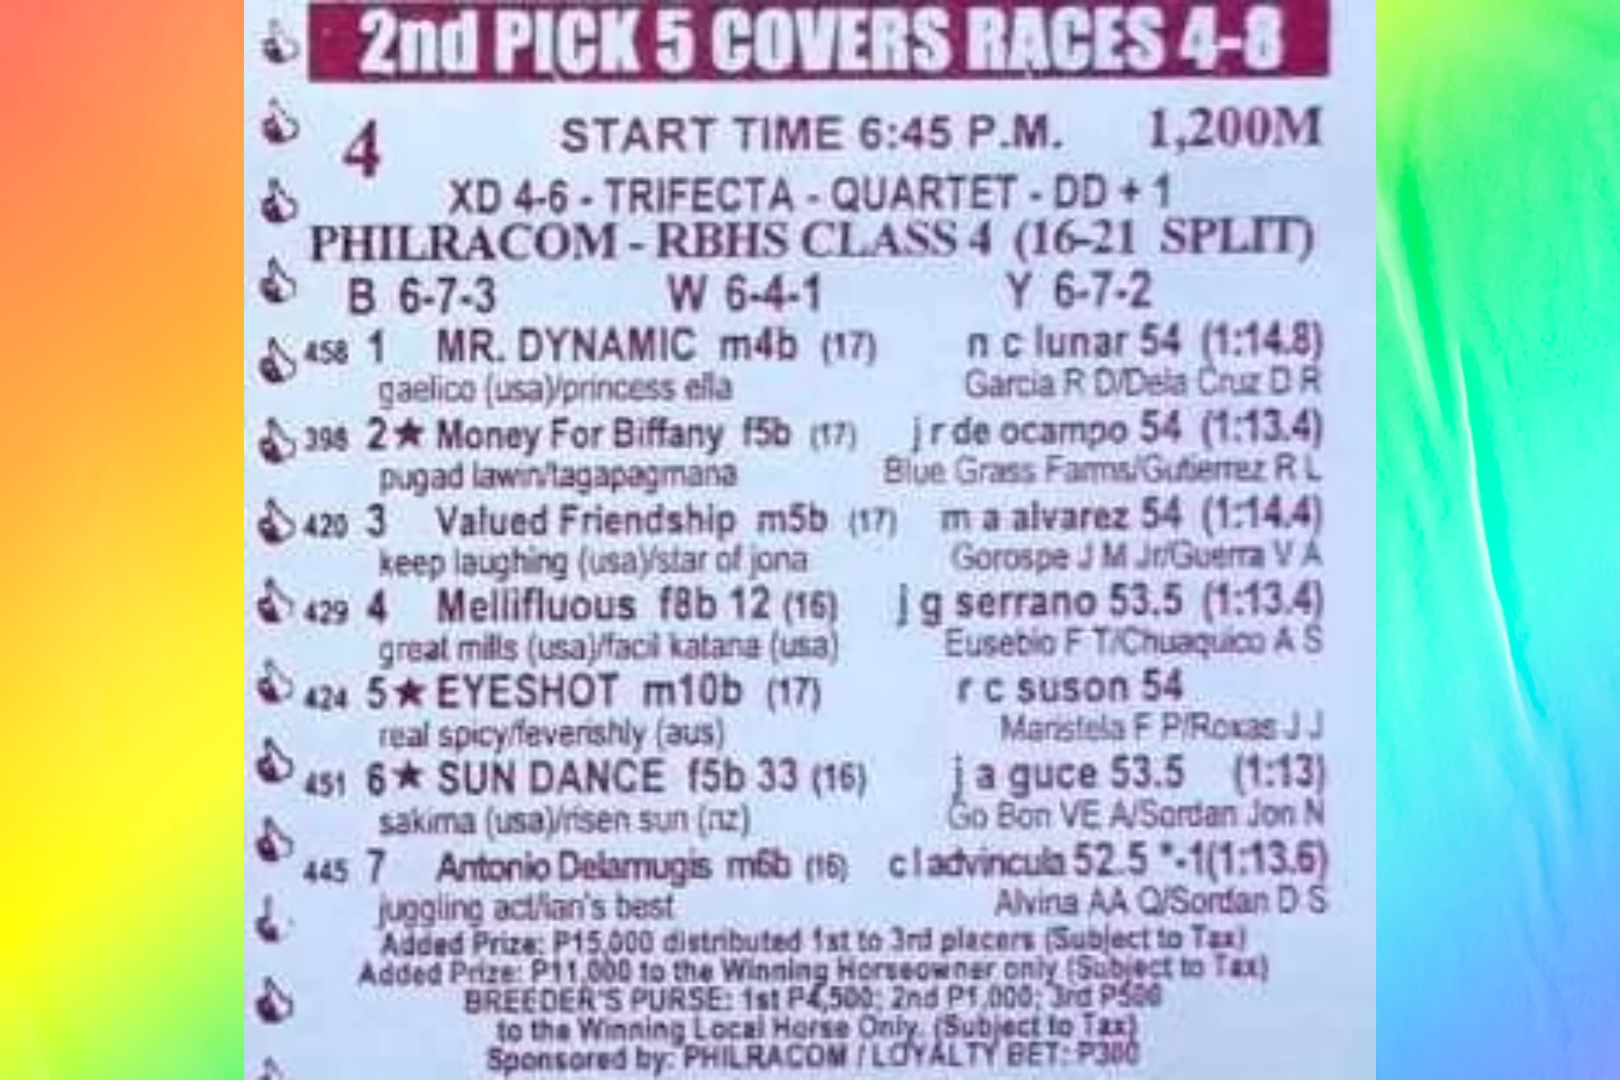 2nd PICK 5 COVERS RACES 4-8
4 START TIME 6:45 P.M. 1,200M
XD 4-6 - TRIFECTA - QUARTET - DD + 1
PHILRACOM - RBHS CLASS 4 (16-21 SPLIT)
B 6-7-3 W 6-4-1 Y 6-7-2
458 1 MR. DYNAMIC m4b (17) n c lunar 54 (1:14.8)
gaelico (usa)/princess ella Garcia R D/Dela Cruz D R
398 2★ Money For Biffany f5b (17) j r de ocampo 54 (1:13.4)
pugad lawin/tagapagmana Blue Grass Farms/Gutierrez R L
420 3 Valued Friendship m5b (17) m a alvarez 54 (1:14.4)
keep laughing (usa)/star of jona Gorospe J M Jr/Guerra V A
429 4 Mellifluous f8b 12 (16) j g serrano 53.5 (1:13.4)
great mills (usa)/facil katana (usa) Eusebio F T/Chuaquico A S
424 5★ EYESHOT m10b (17) r c suson 54
real spicy/feverishly (aus) Maristela F P/Roxas J J
451 6★ SUN DANCE f5b 33 (16) j a guce 53.5 (1:13)
sakima (usa)/risen sun (nz) Go Bon VE A/Sordan Jon N
445 7 Antonio Delamugis m6b (16) c l advincula 52.5 *-1(1:13.6)
juggling act/ian's best Alvina AA Q/Sordan D S
Added Prize: P15,000 distributed 1st to 3rd placers (Subject to Tax)
Added Prize: P11,000 to the Winning Horseowner only (Subject to Tax)
BREEDER'S PURSE: 1st P4,500; 2nd P1,000; 3rd P500
to the Winning Local Horse Only. (Subject to Tax)
Sponsored by: PHILRACOM / LOYALTY BET: P300